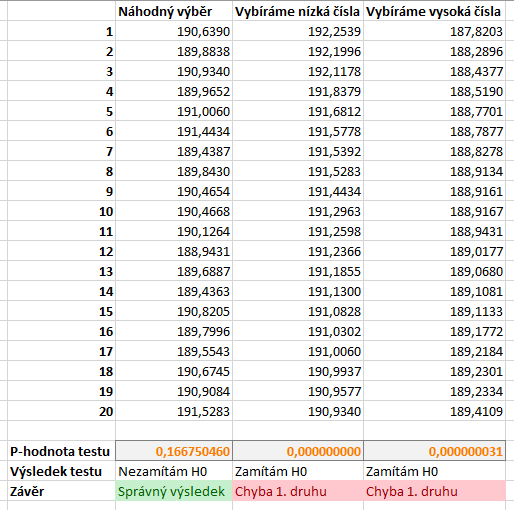 Náhodný výběr Vybíráme nízká čísla Vybíráme vysoká čísla
1 190,6390 192,2539 187,8203
2 189,8838 192,1996 188,2896
3 190,9340 192,1178 188,4377
4 189,9652 191,8379 188,5190
5 191,0060 191,6812 188,7701
6 191,4434 191,5778 188,7877
7 189,4387 191,5392 188,8278
8 189,8430 191,5283 188,9134
9 190,4654 191,4434 188,9161
10 190,4668 191,2963 188,9167
11 190,1264 191,2598 188,9431
12 188,9431 191,2366 189,0177
13 189,6887 191,1855 189,0680
14 189,4363 191,1300 189,1081
15 190,8205 191,0828 189,1133
16 189,7996 191,0302 189,1772
17 189,5543 191,0060 189,2184
18 190,6745 190,9937 189,2301
19 190,9084 190,9577 189,2334
20 191,5283 190,9340 189,4109
P-hodnota testu 0,166750460 0,000000000 0,000000031
Výsledek testu Nezamítám H0 Zamítám H0 Zamítám H0
Závěr Správný výsledek Chyba 1. druhu Chyba 1. druhu